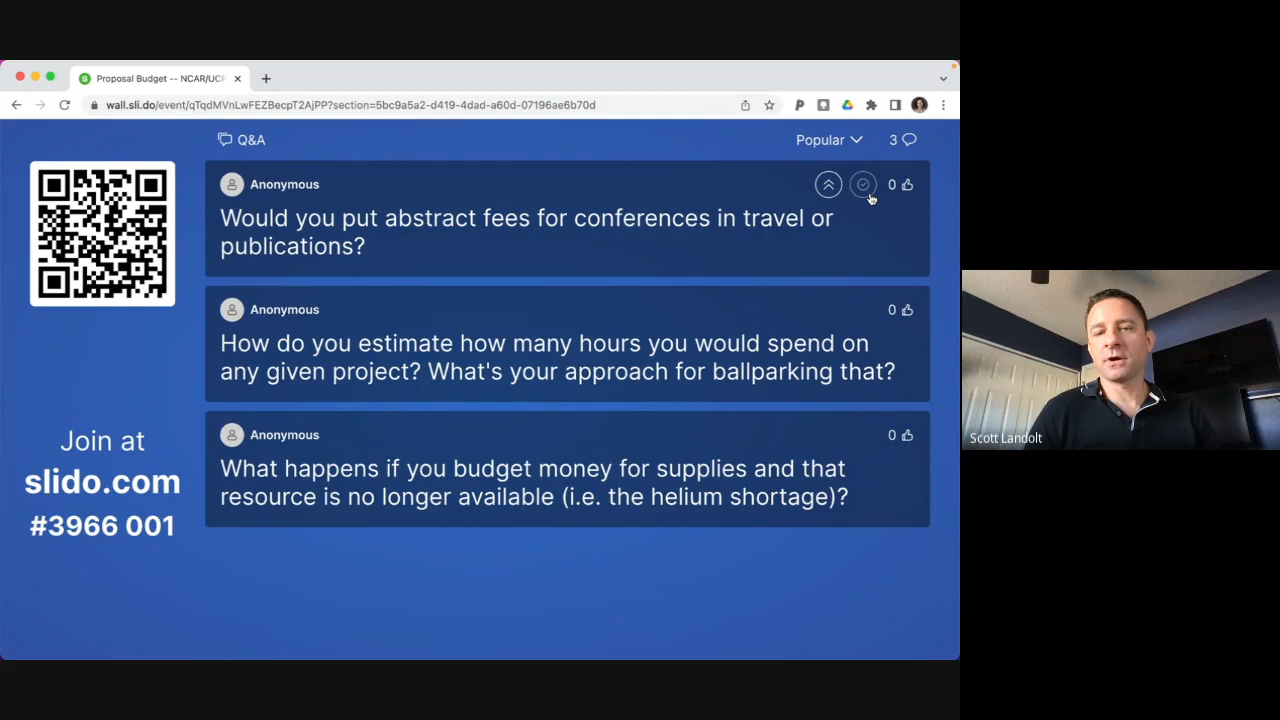 Proposal Budget -- NCAR/UCP
wall.sli.do/event/qTqdMVnLwFEZBecpT2AjPP?section=5bc9a5a2-d419-4dad-a60d-07196ae6b70d
Q&A
Popular
3
Anonymous
0
Would you put abstract fees for conferences in travel or
publications?
Anonymous
0
How do you estimate how many hours you would spend on
any given project? What's your approach for ballparking that?
Anonymous
0
What happens if you budget money for supplies and that
resource is no longer available (i.e. the helium shortage)?
Join at
slido.com
#3966 001
Scott Landolt